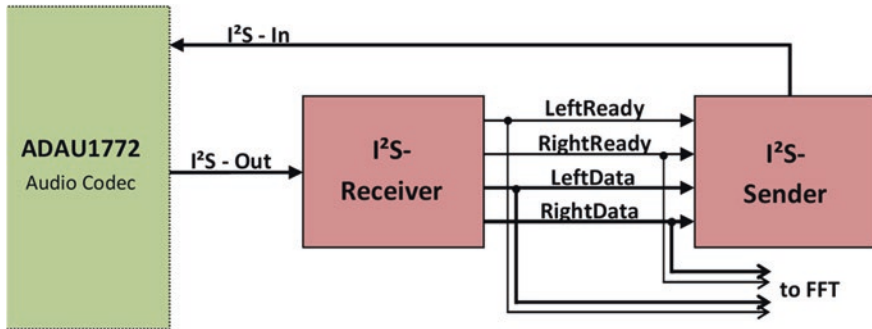 I²S - In
ADAU1772
Audio Codec
I²S - Out
I²S-
Receiver
LeftReady
RightReady
LeftData
RightData
I²S-
Sender
to FFT